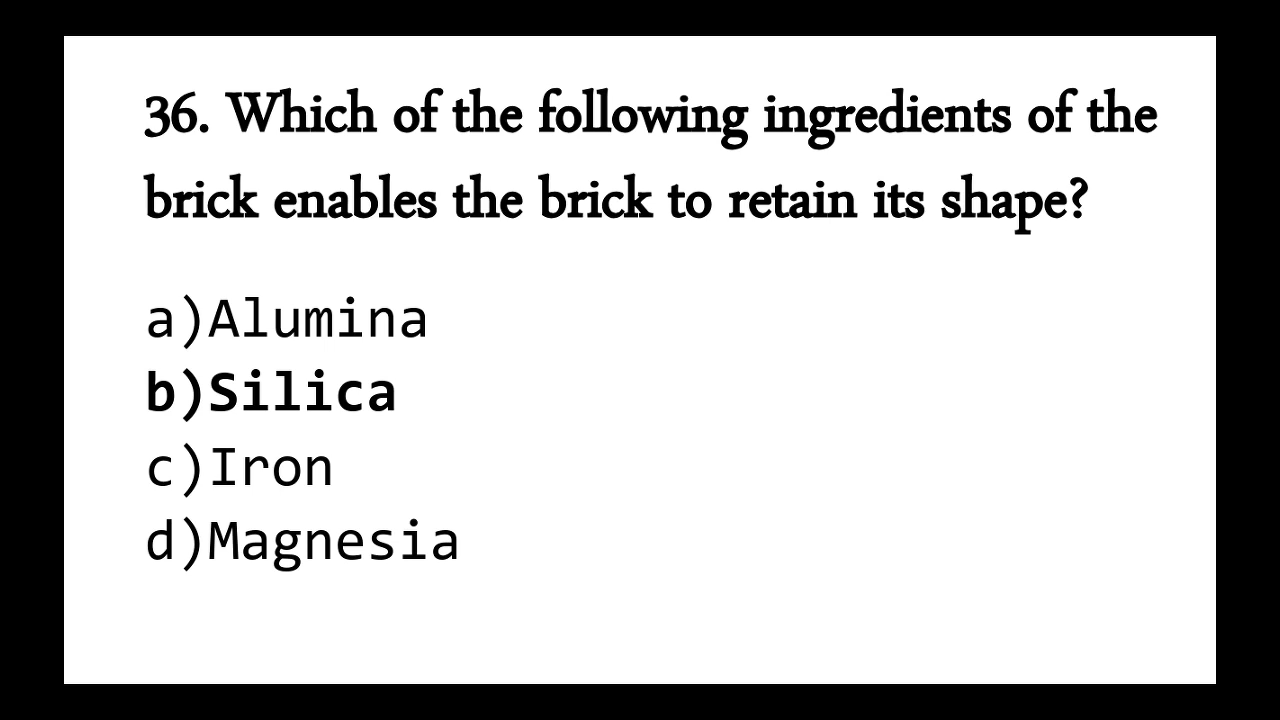 36. Which of the following ingredients of the
brick enables the brick to retain its shape?
a)Alumina
b)Silica
c)Iron
d)Magnesia